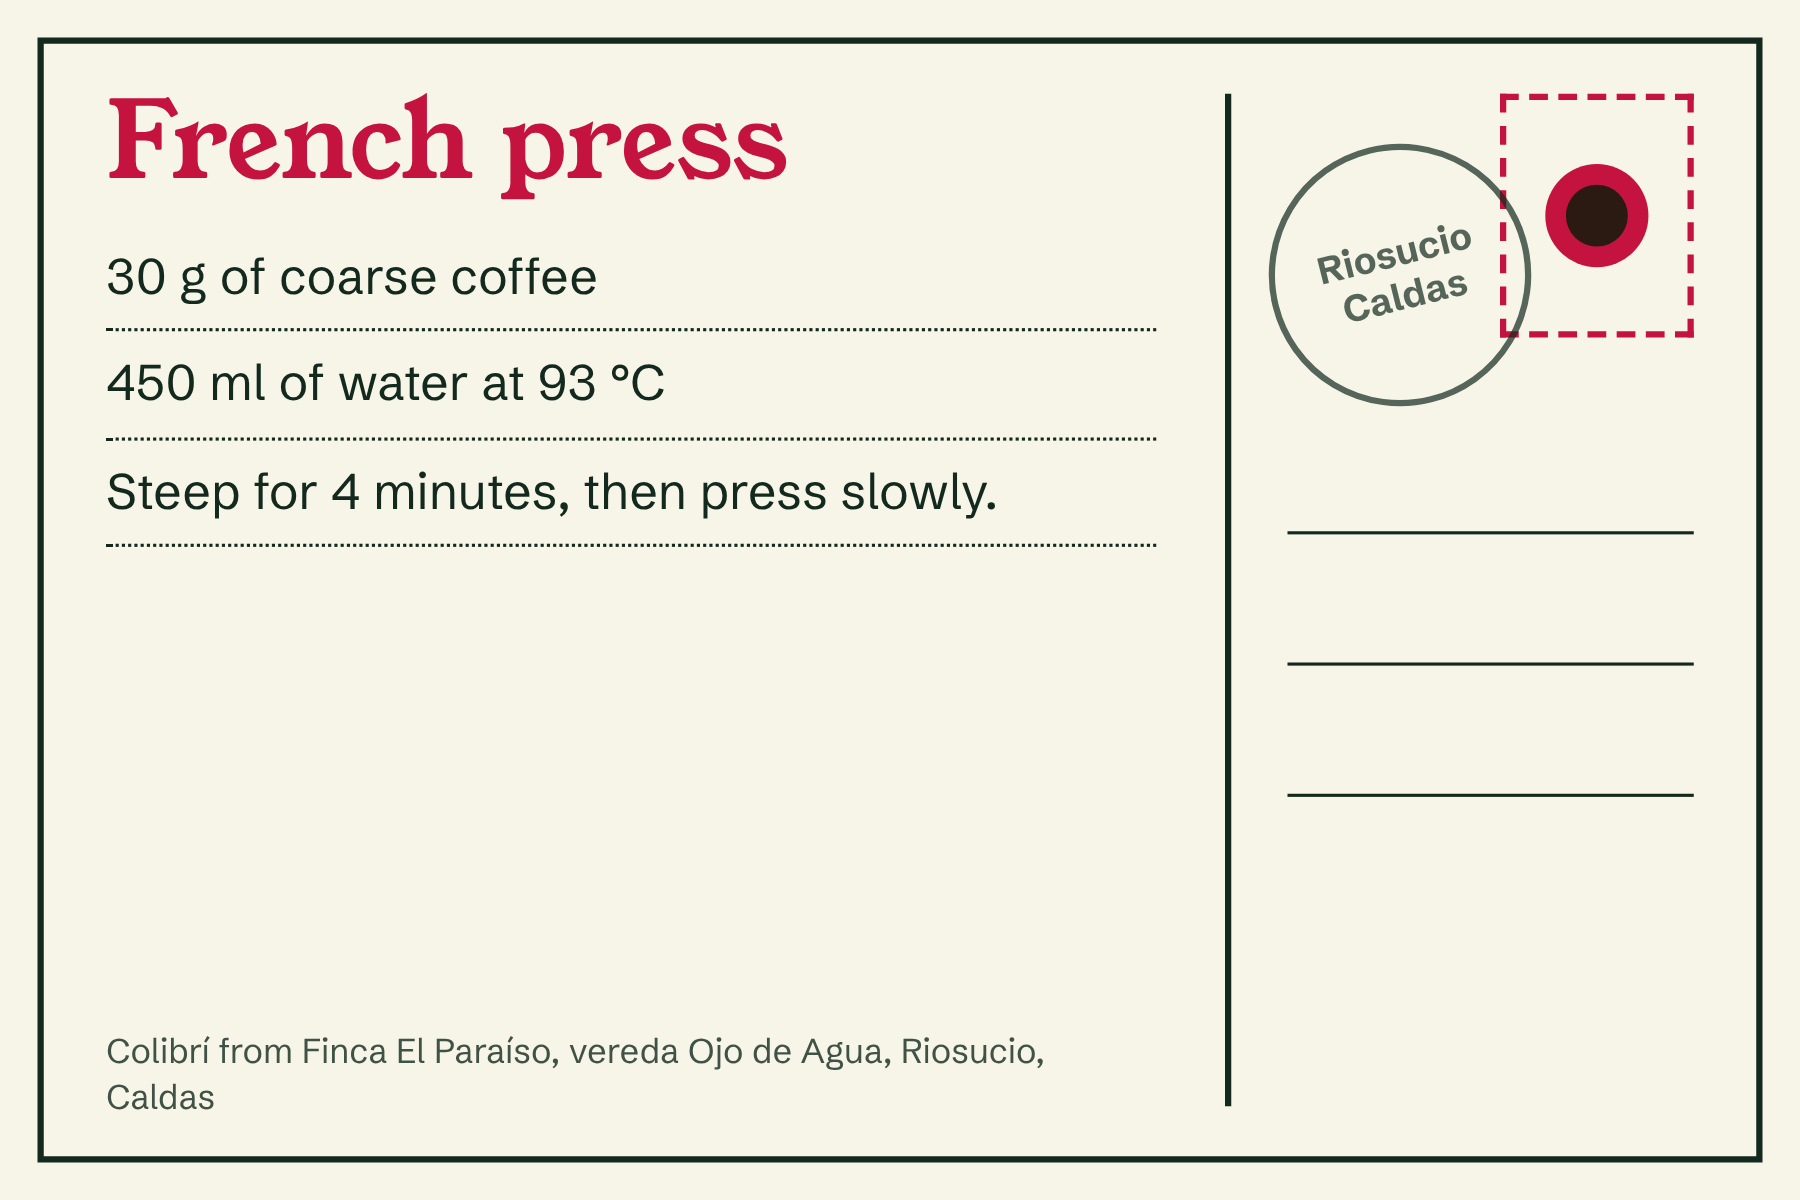 French press
30 g of coarse coffee
450 ml of water at 93 °C
Steep for 4 minutes, then press slowly.
Colibrí from Finca El Paraíso, vereda Ojo de Agua, Riosucio,
Caldas
Riosucio
Caldas